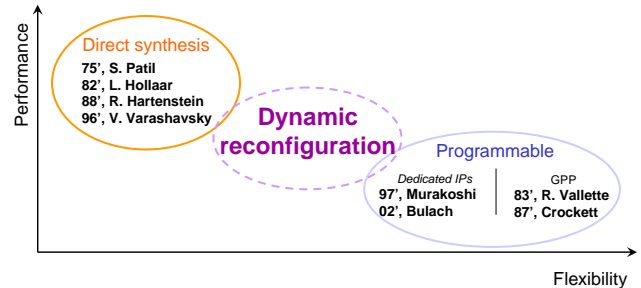 Performance
Direct synthesis
75’, S. Patil
82’, L. Hollaar
88’, R. Hartenstein
96’, V. Varashavsky
Dynamic
reconfiguration
Programmable
Dedicated IPs
97’, Murakoshi
02’, Bulach
GPP
83’, R. Vallette
87’, Crockett
Flexibility